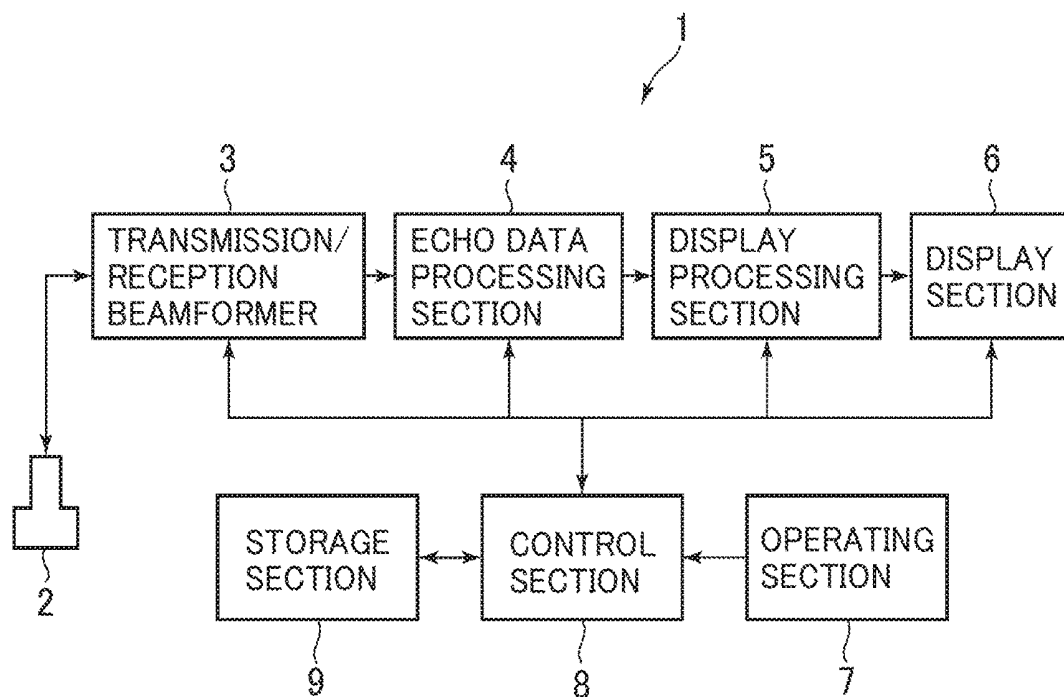 1
3
4
5
6
TRANSMISSION/
RECEPTION
BEAMFORMER
ECHO DATA
PROCESSING
SECTION
DISPLAY
PROCESSING
SECTION
DISPLAY
SECTION
2
STORAGE
SECTION
CONTROL
SECTION
OPERATING
SECTION
9
8
7